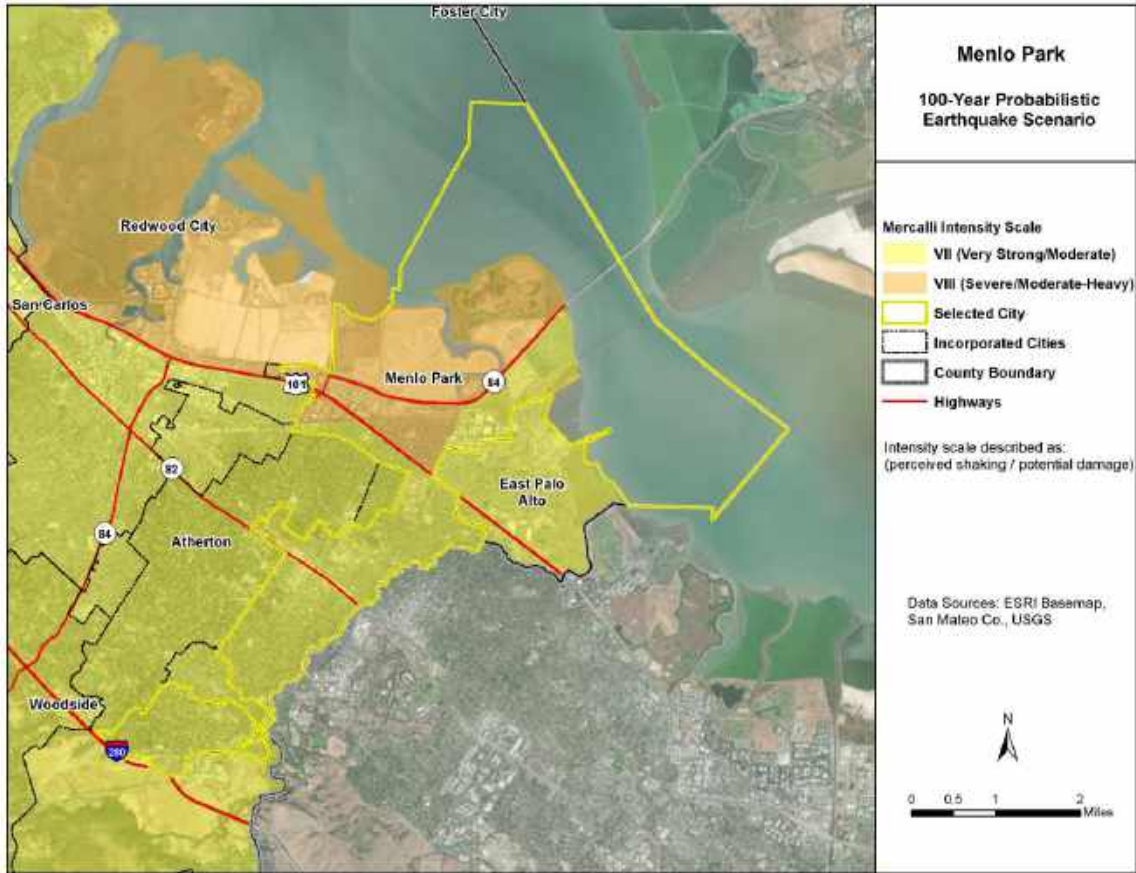 Foster City
Redwood City
San Carlos
101
Menlo Park
84
82
East Palo
Alto
84
Atherton
Woodside
280
Menlo Park
100-Year Probabilistic
Earthquake Scenario
Mercalli Intensity Scale
VII (Very Strong/Moderate)
VIII (Severe/Moderate-Heavy)
Selected City
Incorporated Cities
County Boundary
Highways
Intensity scale described as:
(perceived shaking / potential damage)
Data Sources: ESRI Basemap,
San Mateo Co., USGS
N
0 0.5 1 2
Miles